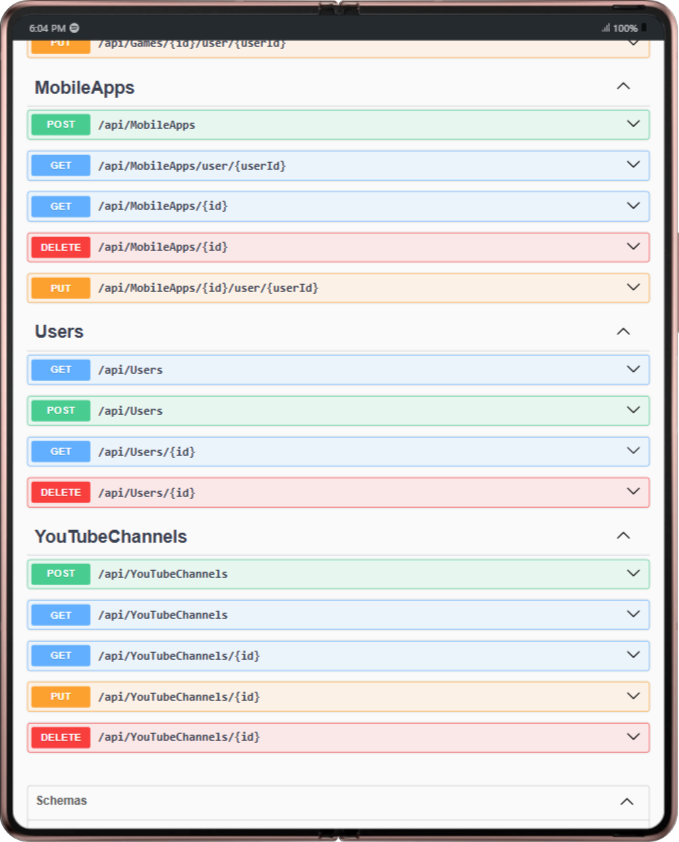 6:04 PM
100%
PUT /api/Games/{id}/user/{userId}
MobileApps
POST /api/MobileApps
GET /api/MobileApps/user/{userId}
GET /api/MobileApps/{id}
DELETE /api/MobileApps/{id}
PUT /api/MobileApps/{id}/user/{userId}
Users
GET /api/Users
POST /api/Users
GET /api/Users/{id}
DELETE /api/Users/{id}
YouTubeChannels
POST /api/YouTubeChannels
GET /api/YouTubeChannels
GET /api/YouTubeChannels/{id}
PUT /api/YouTubeChannels/{id}
DELETE /api/YouTubeChannels/{id}
Schemas